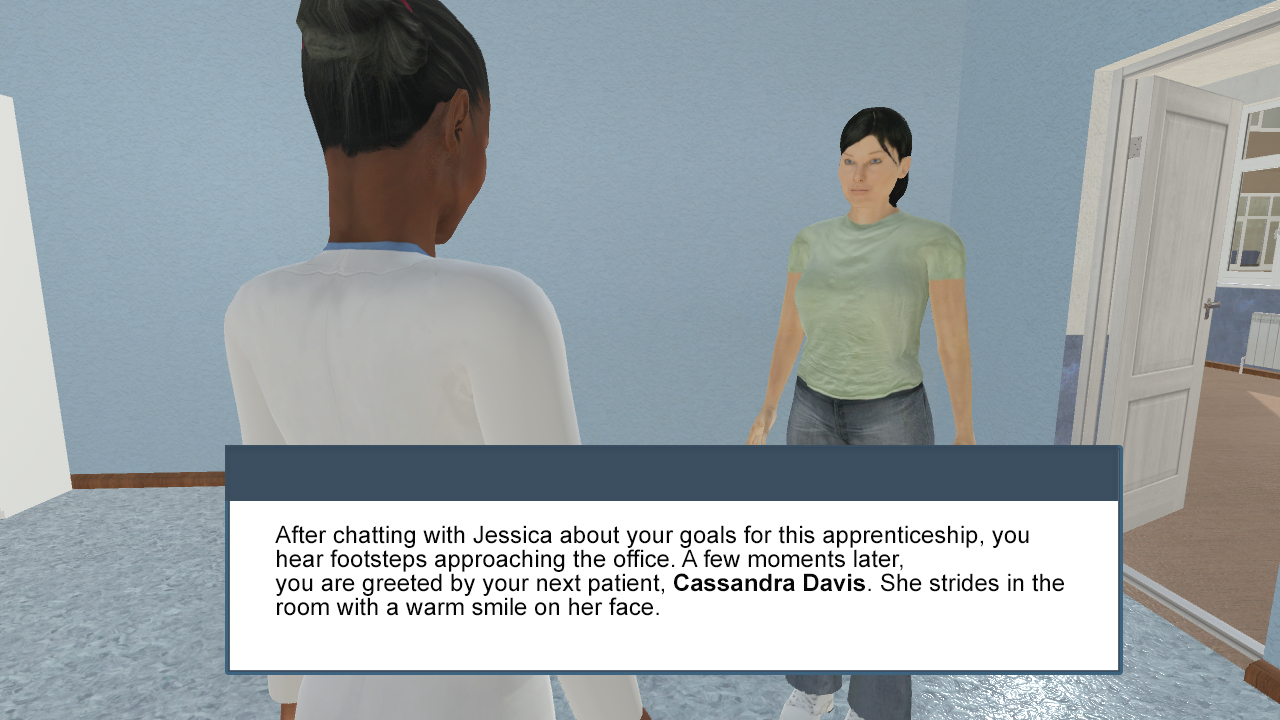 After chatting with Jessica about your goals for this apprenticeship, you
hear footsteps approaching the office. A few moments later,
you are greeted by your next patient, Cassandra Davis. She strides in the
room with a warm smile on her face.